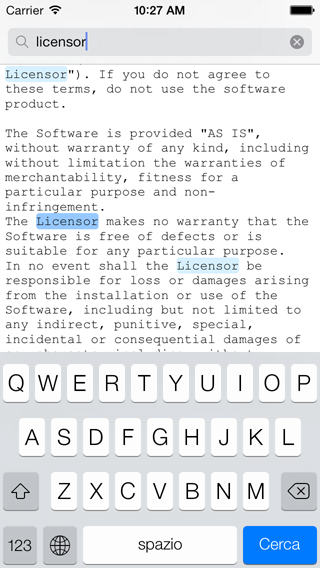 Carrier 10:27 AM
licensor
Licensor"). If you do not agree to
these terms, do not use the software
product.
The Software is provided "AS IS",
without warranty of any kind, including
without limitation the warranties of
merchantability, fitness for a
particular purpose and non-
infringement.
The Licensor makes no warranty that the
Software is free of defects or is
suitable for any particular purpose.
In no event shall the Licensor be
responsible for loss or damages arising
from the installation or use of the
Software, including but not limited to
any indirect, punitive, special,
incidental or consequential damages of
Q W E R T Y U I O P
A S D F G H J K L
Z X C V B N M
123 spazio Cerca